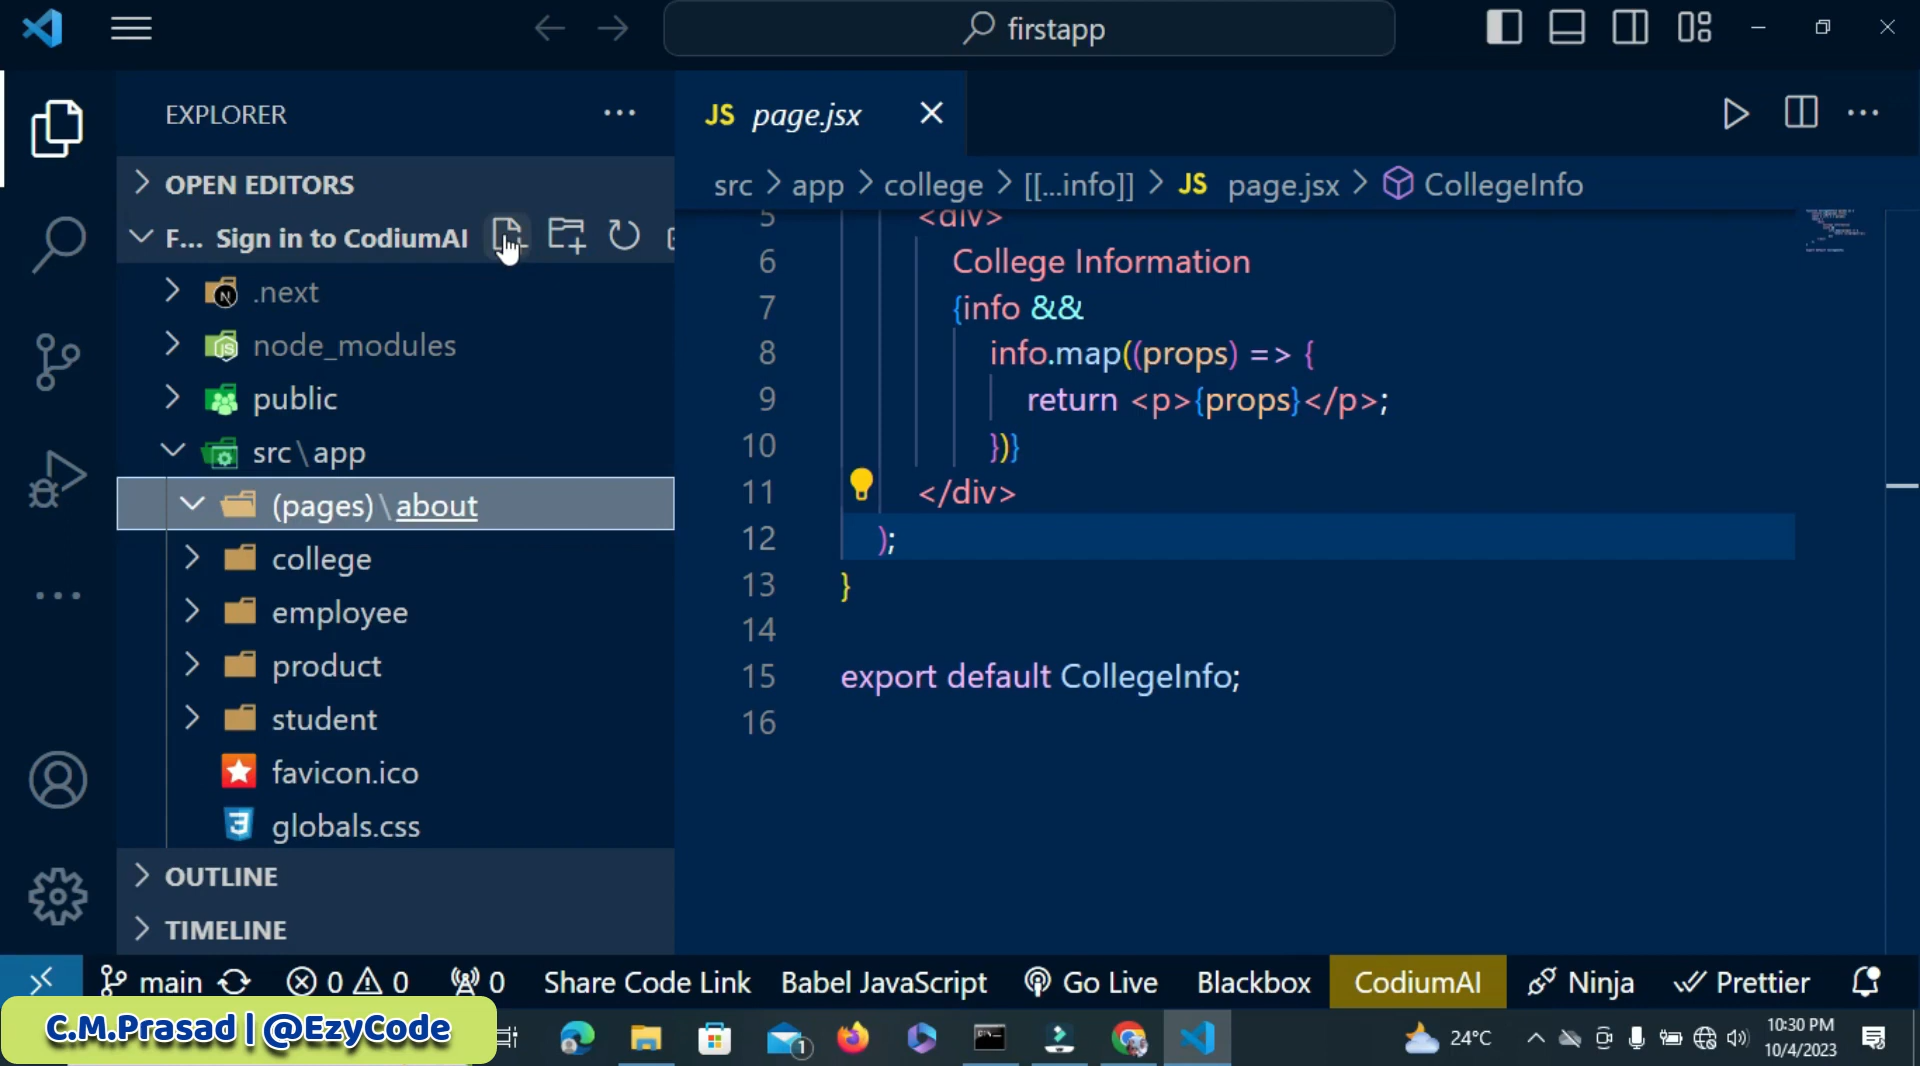 firstapp
EXPLORER
OPEN EDITORS
F... Sign in to CodiumAI
.next
node_modules
public
src\app
(pages)\about
college
employee
product
student
favicon.ico
globals.css
OUTLINE
TIMELINE
JS page.jsx
src > app > college > [[...info]] > JS page.jsx > CollegeInfo
5 <div>
6 College Information
7 {info &&
8 info.map((props) => {
9 return <p>{props}</p>;
10 })}
11 </div>
12 );
13 }
14
15 export default CollegeInfo;
16
main 0 0 0 Share Code Link Babel JavaScript Go Live Blackbox CodiumAI Ninja Prettier
C.M.Prasad | @EzyCode
1
24°C
10:30 PM
10/4/2023